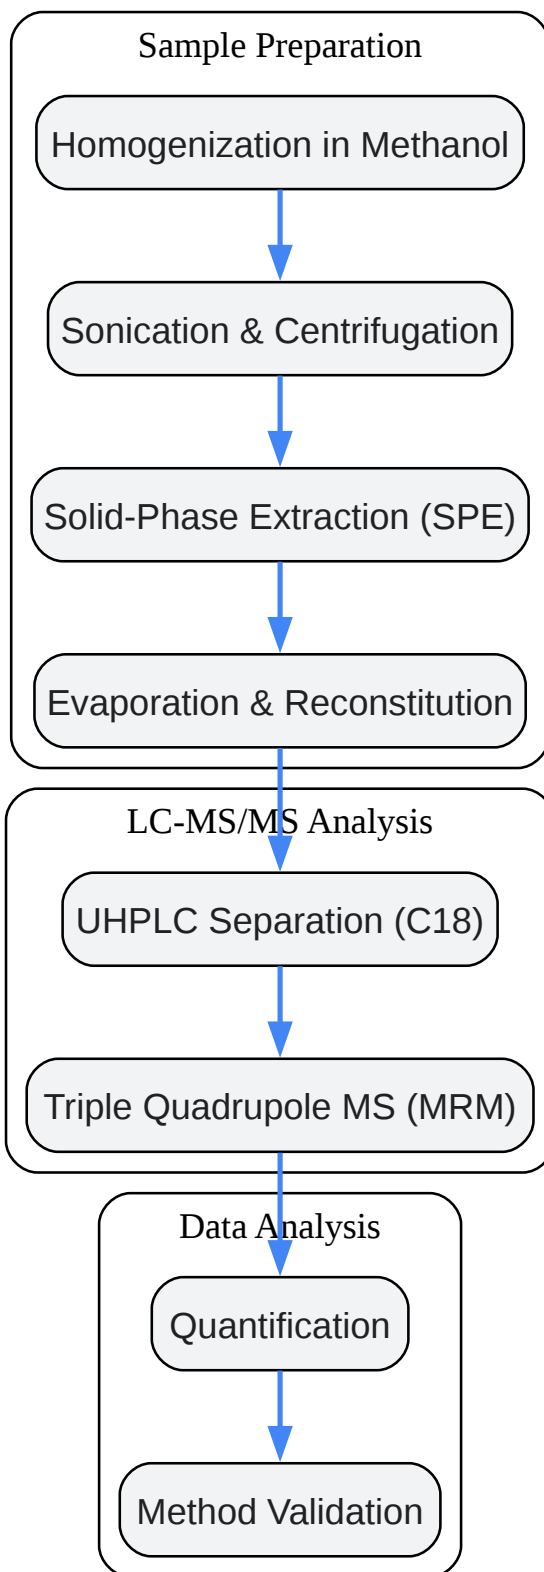 Sample Preparation
Homogenization in Methanol
Sonication & Centrifugation
Solid-Phase Extraction (SPE)
Evaporation & Reconstitution
LC-MS/MS Analysis
UHPLC Separation (C18)
Triple Quadrupole MS (MRM)
Data Analysis
Quantification
Method Validation